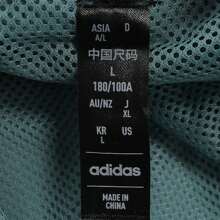 ASIA D
A/L
中国尺码
L
180/100A
AU/NZ J
XL
KR US
L
adidas
MADE IN
CHINA